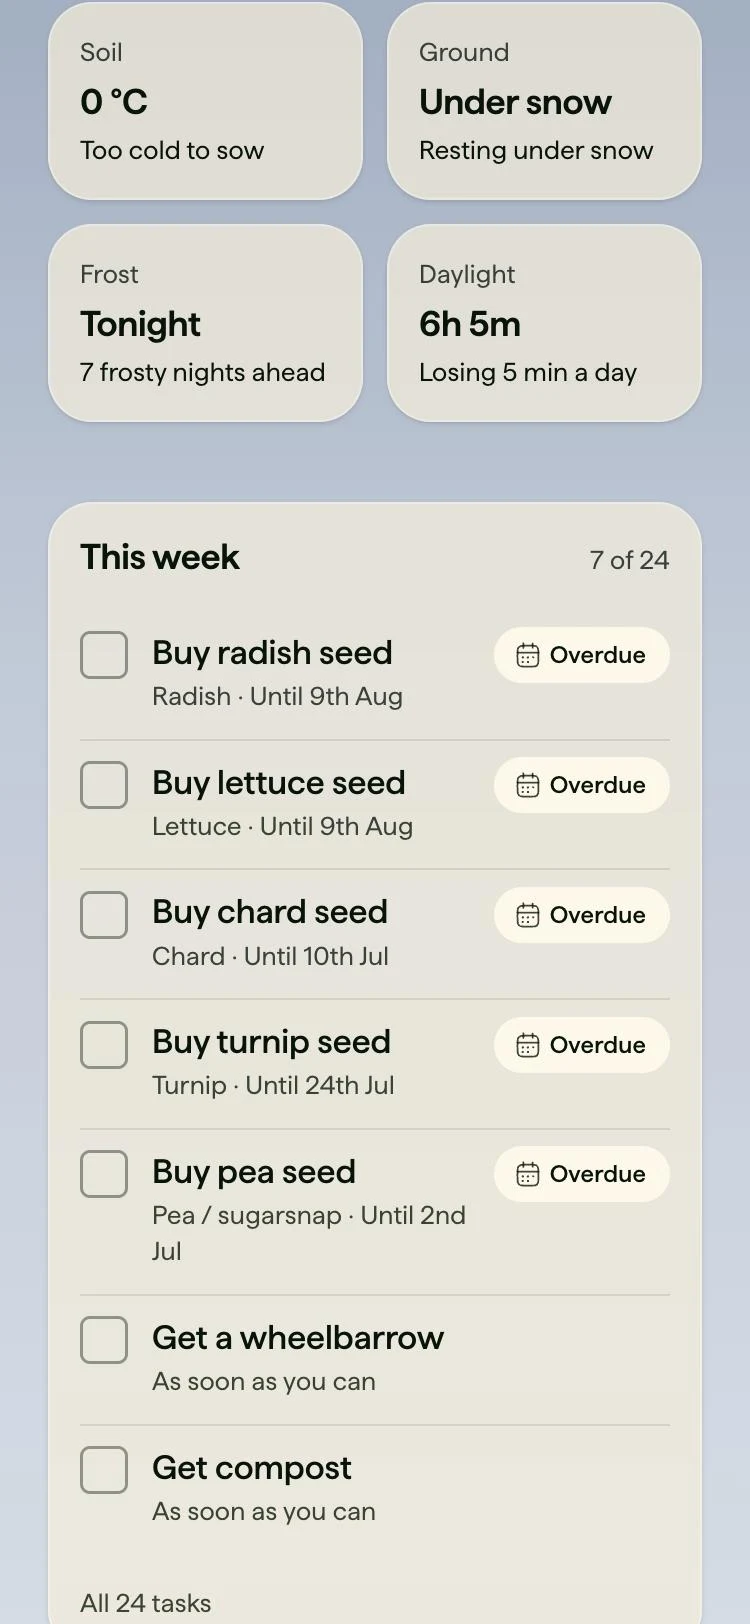 Soil
0 °C
Too cold to sow
Ground
Under snow
Resting under snow
Frost
Tonight
7 frosty nights ahead
Daylight
6h 5m
Losing 5 min a day
This week
7 of 24
Buy radish seed
Overdue
Radish · Until 9th Aug
Buy lettuce seed
Overdue
Lettuce · Until 9th Aug
Buy chard seed
Overdue
Chard · Until 10th Jul
Buy turnip seed
Overdue
Turnip · Until 24th Jul
Buy pea seed
Overdue
Pea / sugarsnap · Until 2nd
Jul
Get a wheelbarrow
As soon as you can
Get compost
As soon as you can
All 24 tasks